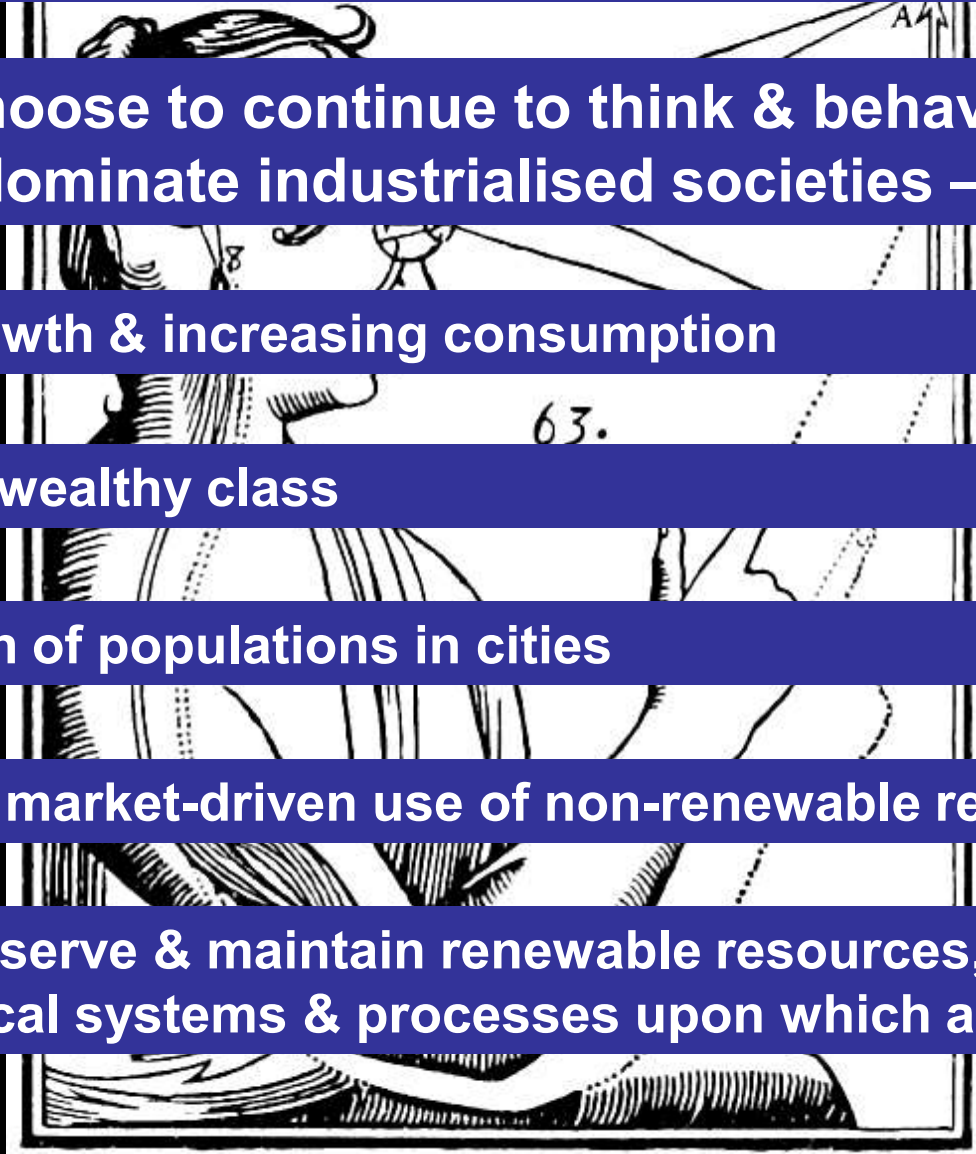 A
hoose to continue to think & behav
dominate industrialised societies –
8
wth & increasing consumption
63.
wealthy class
n of populations in cities
market-driven use of non-renewable re
serve & maintain renewable resources,
cal systems & processes upon which a